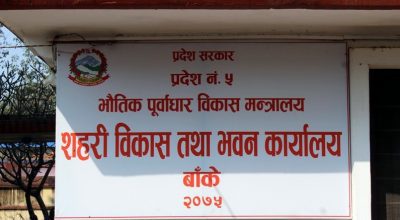 प्रदेश सरकार
प्रदेश नं. ५
भौतिक पूर्वाधार विकास मन्त्रालय
शहरी विकास तथा भवन कार्यालय
बाँके
२०७५